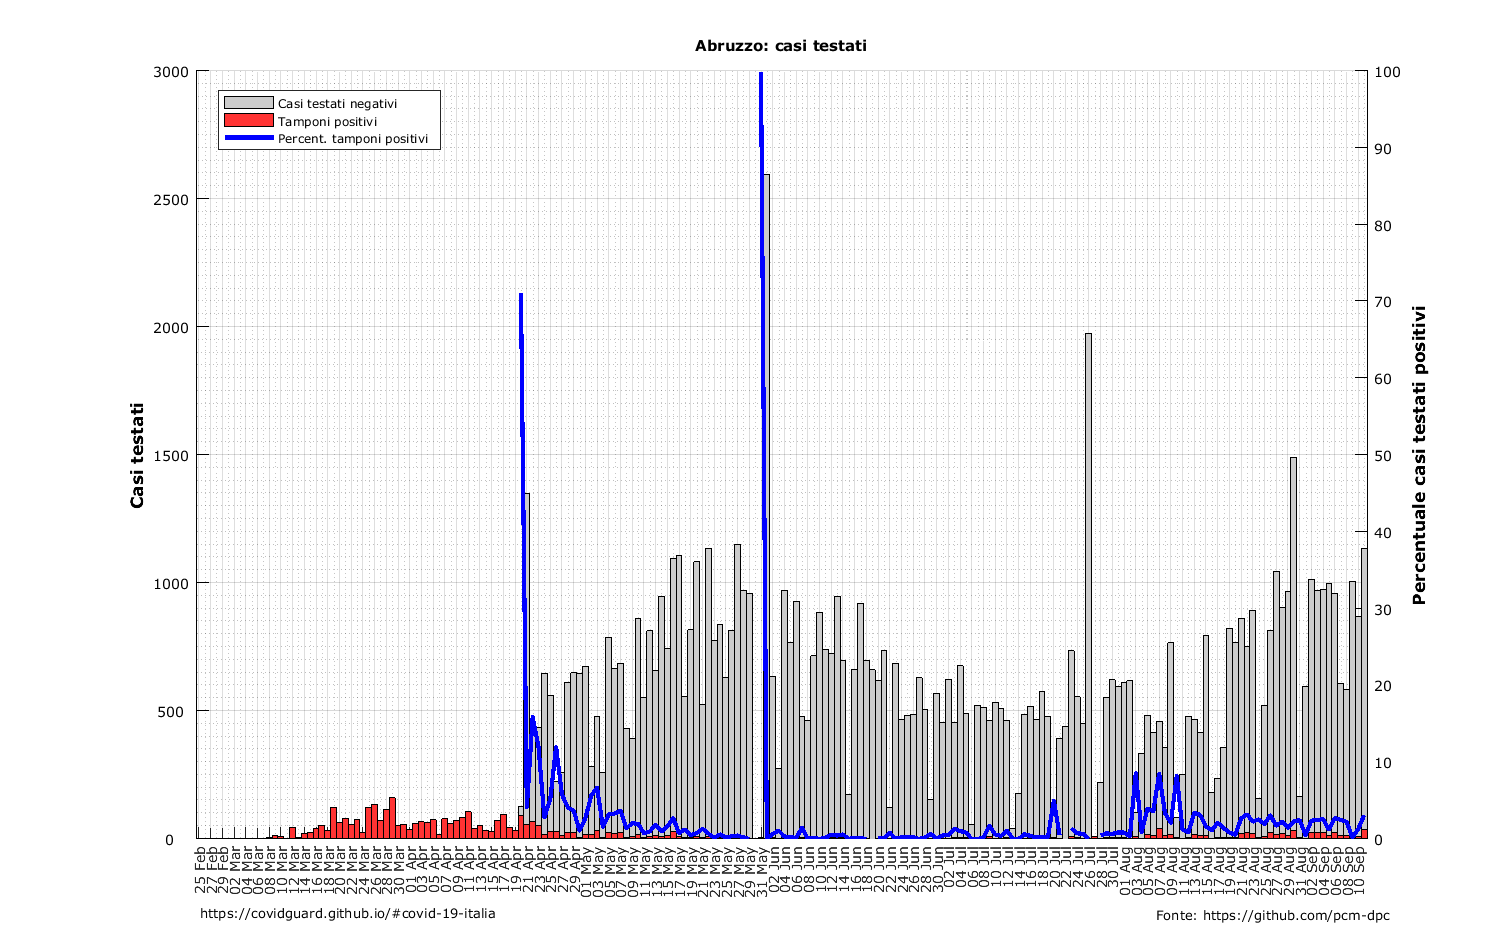 Abruzzo: casi testati
Casi testati negativi
Tamponi positivi
Percent. tamponi positivi
Casi testati
3000
2500
2000
1500
1000
500
0
100
90
80
70
60
50
40
30
20
10
0
Percentuale casi testati positivi
25 Feb
27 Feb
29 Feb
02 Mar
04 Mar
06 Mar
08 Mar
10 Mar
12 Mar
14 Mar
16 Mar
18 Mar
20 Mar
22 Mar
24 Mar
26 Mar
28 Mar
30 Mar
01 Apr
03 Apr
05 Apr
07 Apr
09 Apr
11 Apr
13 Apr
15 Apr
17 Apr
19 Apr
21 Apr
23 Apr
25 Apr
27 Apr
29 Apr
01 May
03 May
05 May
07 May
09 May
11 May
13 May
15 May
17 May
19 May
21 May
23 May
25 May
27 May
29 May
31 May
02 Jun
04 Jun
06 Jun
08 Jun
10 Jun
12 Jun
14 Jun
16 Jun
18 Jun
20 Jun
22 Jun
24 Jun
26 Jun
28 Jun
30 Jun
02 Jul
04 Jul
06 Jul
08 Jul
10 Jul
12 Jul
14 Jul
16 Jul
18 Jul
20 Jul
22 Jul
24 Jul
26 Jul
28 Jul
30 Jul
01 Aug
03 Aug
05 Aug
07 Aug
09 Aug
11 Aug
13 Aug
15 Aug
17 Aug
19 Aug
21 Aug
23 Aug
25 Aug
27 Aug
29 Aug
31 Aug
02 Sep
04 Sep
06 Sep
08 Sep
10 Sep
https://covidguard.github.io/#covid-19-italia
Fonte: https://github.com/pcm-dpc